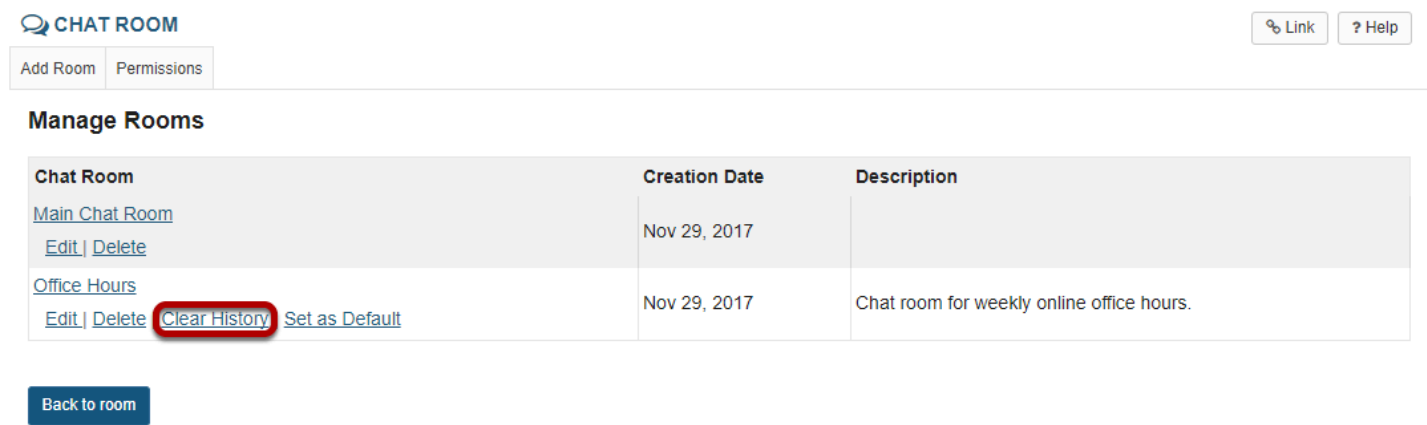 CHAT ROOM
Link
? Help
Add Room
Permissions
Manage Rooms
Chat Room Creation Date Description
Main Chat Room
Nov 29, 2017
Edit | Delete
Office Hours
Nov 29, 2017 Chat room for weekly online office hours.
Edit | Delete Clear History Set as Default
Back to room